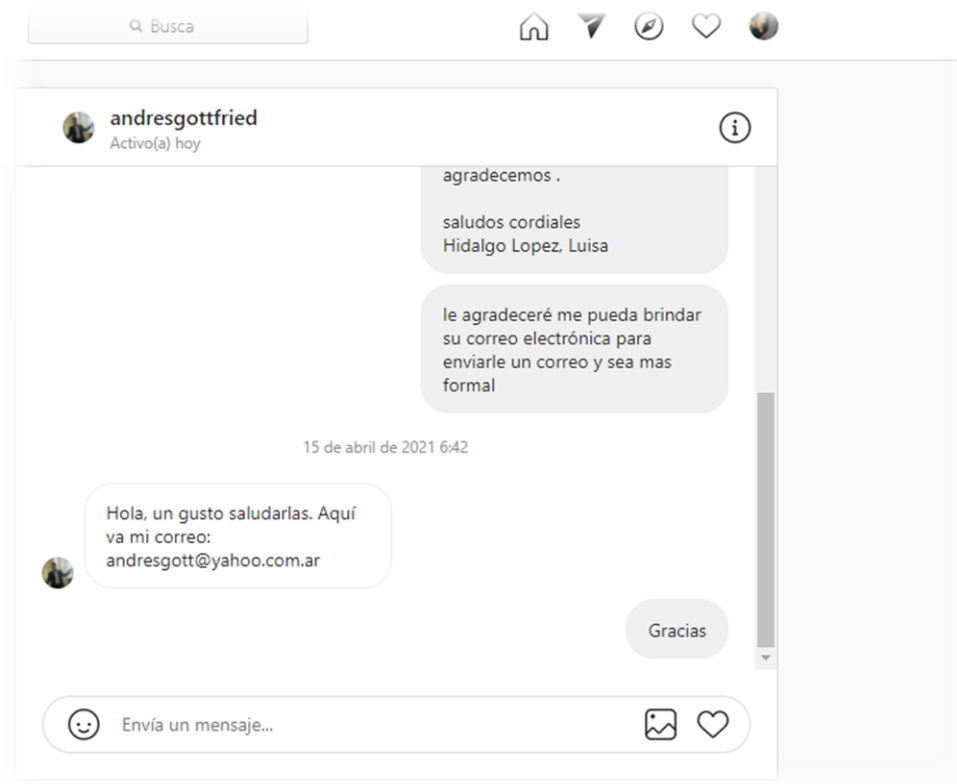 Busca
andresgottfried
Activo(a) hoy
agradecemos .
saludos cordiales
Hidalgo Lopez, Luisa
le agradeceré me pueda brindar
su correo electrónica para
enviarle un correo y sea mas
formal
15 de abril de 2021 6:42
Hola, un gusto saludarlas. Aquí
va mi correo:
andresgott@yahoo.com.ar
Gracias
Envía un mensaje...